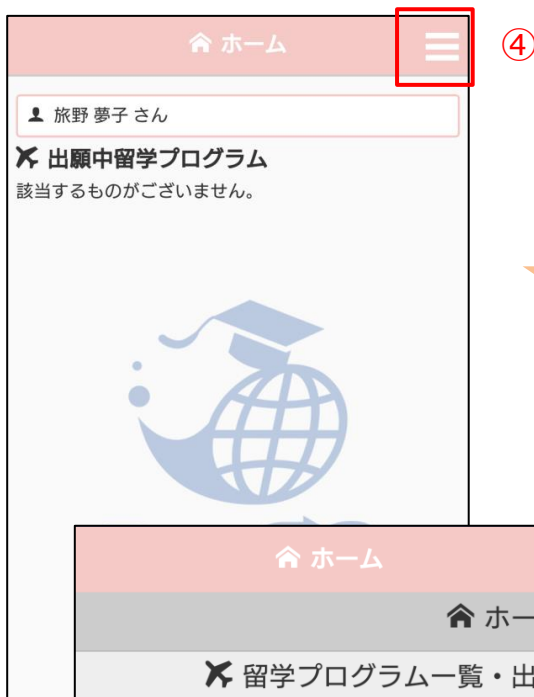 ホーム
④
旅野 夢子 さん
出願中留学プログラム
該当するものがございません。
ホーム
ホー
留学プログラム一覧・出